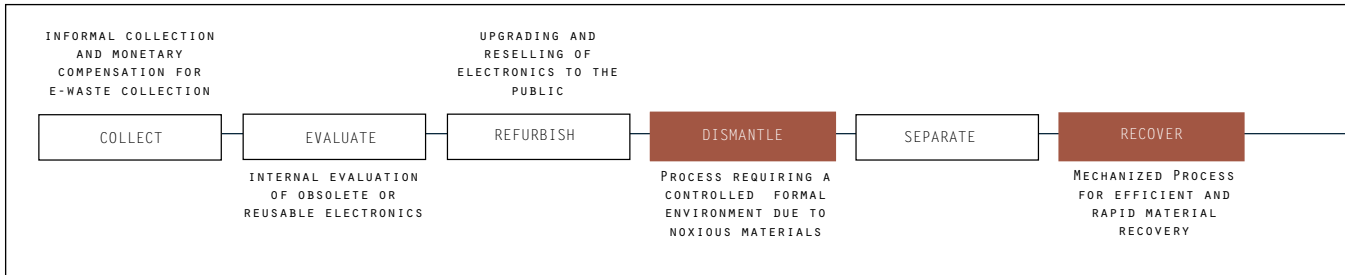 INFORMAL COLLECTION
AND MONETARY
COMPENSATION FOR
E-WASTE COLLECTION
COLLECT
EVALUATE
INTERNAL EVALUATION
OF OBSOLETE OR
REUSABLE ELECTRONICS
UPGRADING AND
RESELLING OF
ELECTRONICS TO THE
PUBLIC
REFURBISH
DISMANTLE
PROCESS REQUIRING A
CONTROLLED FORMAL
ENVIRONMENT DUE TO
NOXIOUS MATERIALS
SEPARATE
RECOVER
MECHANIZED PROCESS
FOR EFFICIENT AND
RAPID MATERIAL
RECOVERY